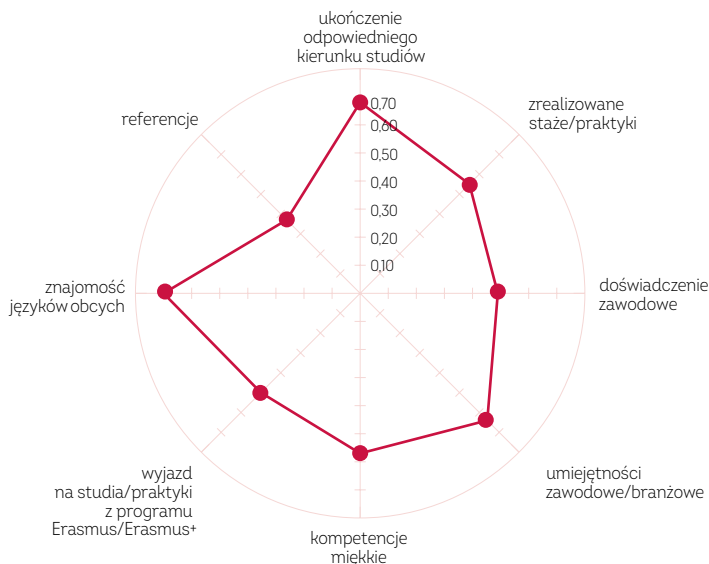 ukończenie
odpowiedniego
kierunku studiów
zrealizowane
staże/praktyki
doświadczenie
zawodowe
umiejętności
zawodowe/branżowe
kompetencje
miękkie
wyjazd
na studia/praktyki
z programu
Erasmus/Erasmus+
znajomość
języków obcych
referencje
0,70
0,60
0,50
0,40
0,30
0,20
0,10